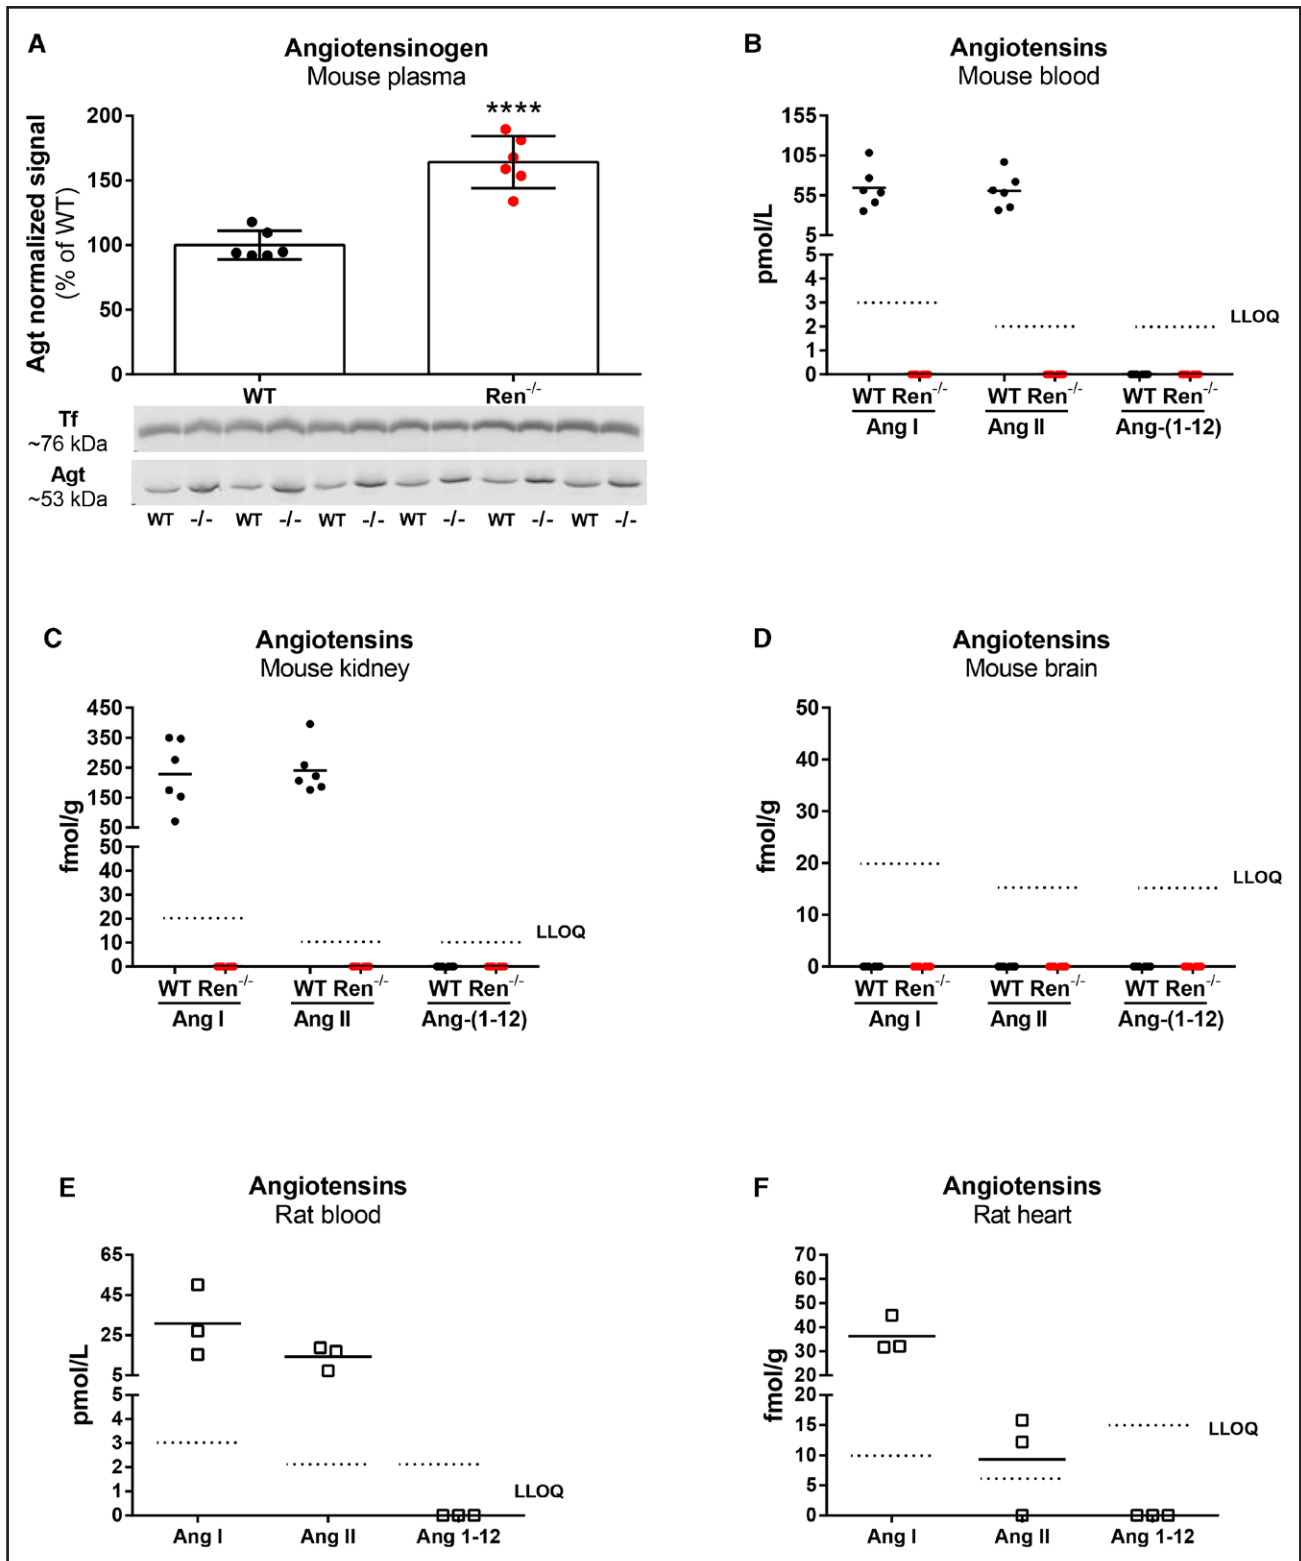 A
Angiotensinogen
Mouse plasma
Agt normalized signal
(% of WT)
200
150
100
50
0
****
WT Ren-/-
Tf
~76 kDa
Agt
~53 kDa
WT -/- WT -/- WT -/- WT -/- WT -/- WT -/-
B
Angiotensins
Mouse blood
pmol/L
155
105
55
5
5
4
3
2
1
0
LLOQ
WT Ren-/- WT Ren-/- WT Ren-/-
Ang I Ang II Ang-(1-12)
C
Angiotensins
Mouse kidney
fmol/g
450
350
250
150
50
50
40
30
20
10
0
LLOQ
WT Ren-/- WT Ren-/- WT Ren-/-
Ang I Ang II Ang-(1-12)
D
Angiotensins
Mouse brain
fmol/g
50
40
30
20
10
0
LLOQ
WT Ren-/- WT Ren-/- WT Ren-/-
Ang I Ang II Ang-(1-12)
E
Angiotensins
Rat blood
pmol/L
65
45
25
5
5
4
3
2
1
0
LLOQ
Ang I Ang II Ang 1-12
F
Angiotensins
Rat heart
fmol/g
70
60
50
40
30
20
20
15
10
5
0
LLOQ
Ang I Ang II Ang 1-12